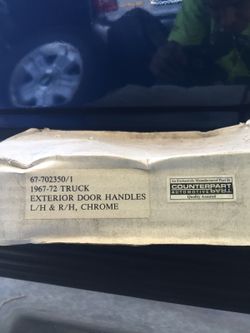 67-702350/1
1967-72 TRUCK
EXTERIOR DOOR HANDLES
L/H & R/H, CHROME
COUNTERPART
AUTOMOTIVE
Quality Assured